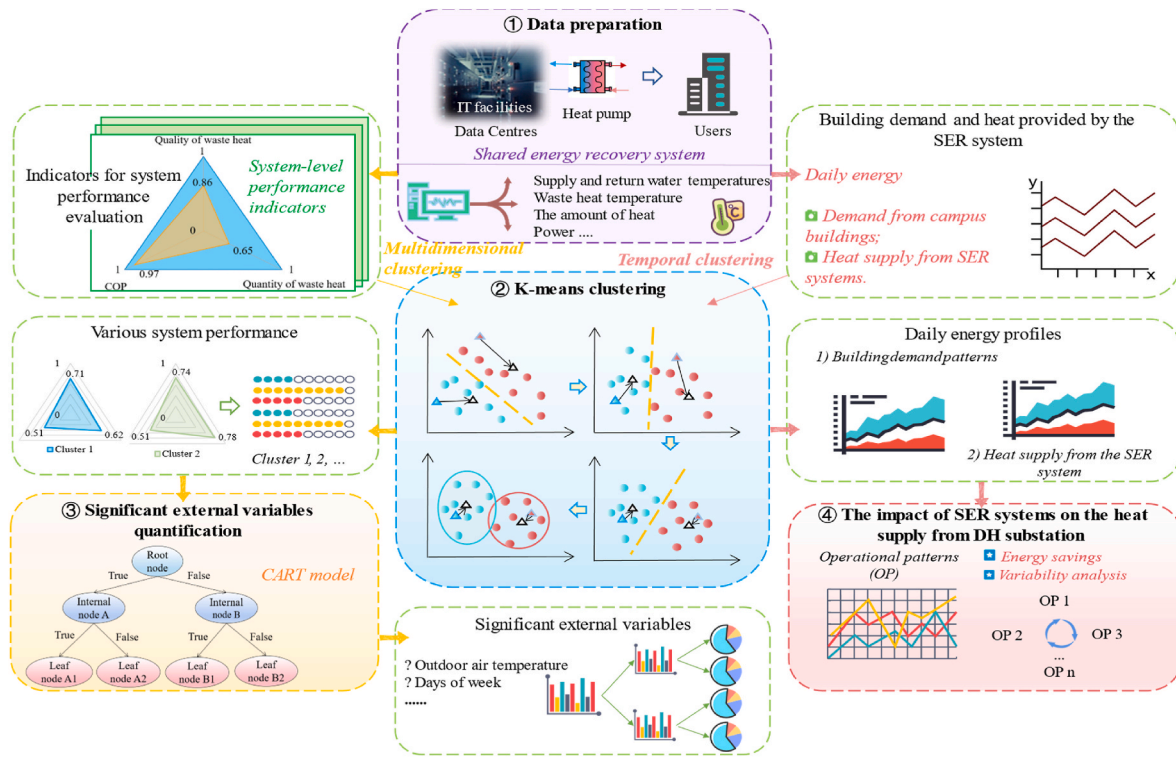 ① Data preparation
IT facilities
Data Centres
Heat pump
Users
Shared energy recovery system
Supply and return water temperatures
Waste heat temperature
The amount of heat
Power ....
°C
Quality of waste heat
1
Indicators for system
performance
evaluation
System-level
performance
indicators
0.86
0
0.65
1
0.97
1
COP
Quantity of waste heat
Building demand and heat provided by the
SER system
Daily energy
Demand from campus
buildings;
Heat supply from SER
systems.
y
x
Multidimensional
clustering
Temporal clustering
② K-means clustering
Various system performance
1
0.71
0
1
0.51
0.62
1
Cluster 1
1
0.74
0
1
0.51
0.78
1
Cluster 2
Cluster 1, 2, ...
Daily energy profiles
1) Building demand patterns
2) Heat supply from the SER
system
③ Significant external variables
quantification
CART model
Root
node
True
False
Internal
node A
Internal
node B
True
False
True
False
Leaf
node A1
Leaf
node A2
Leaf
node B1
Leaf
node B2
Significant external variables
? Outdoor air temperature
? Days of week
......
④ The impact of SER systems on the heat
supply from DH substation
Operational patterns
(OP)
Energy savings
Variability analysis
OP 1
OP 2
OP 3
...
OP n